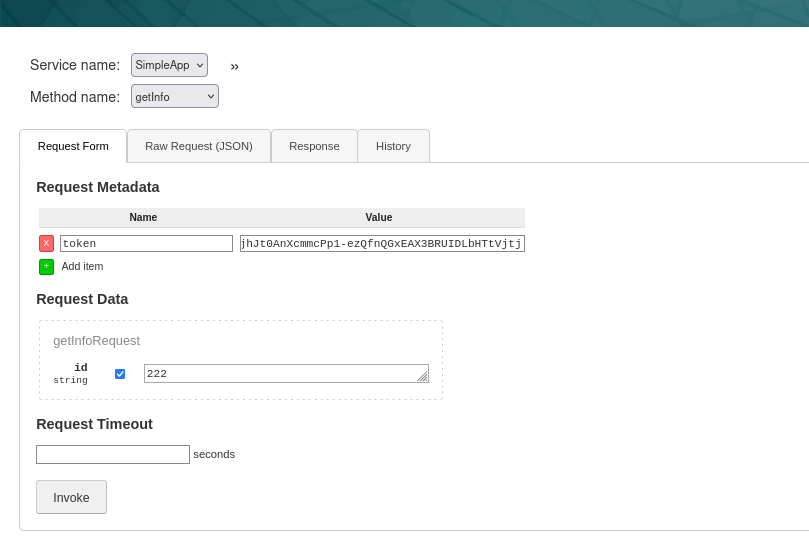 Service name: SimpleApp »
Method name: getInfo
Request Form Raw Request (JSON) Response History
Request Metadata
Name Value
X token jhJt0AnXcmmcPp1-ezQfnQGxEAX3BRUIDLbHTtVjtj
+ Add item
Request Data
getInfoRequest
id 222
string
Request Timeout
seconds
Invoke